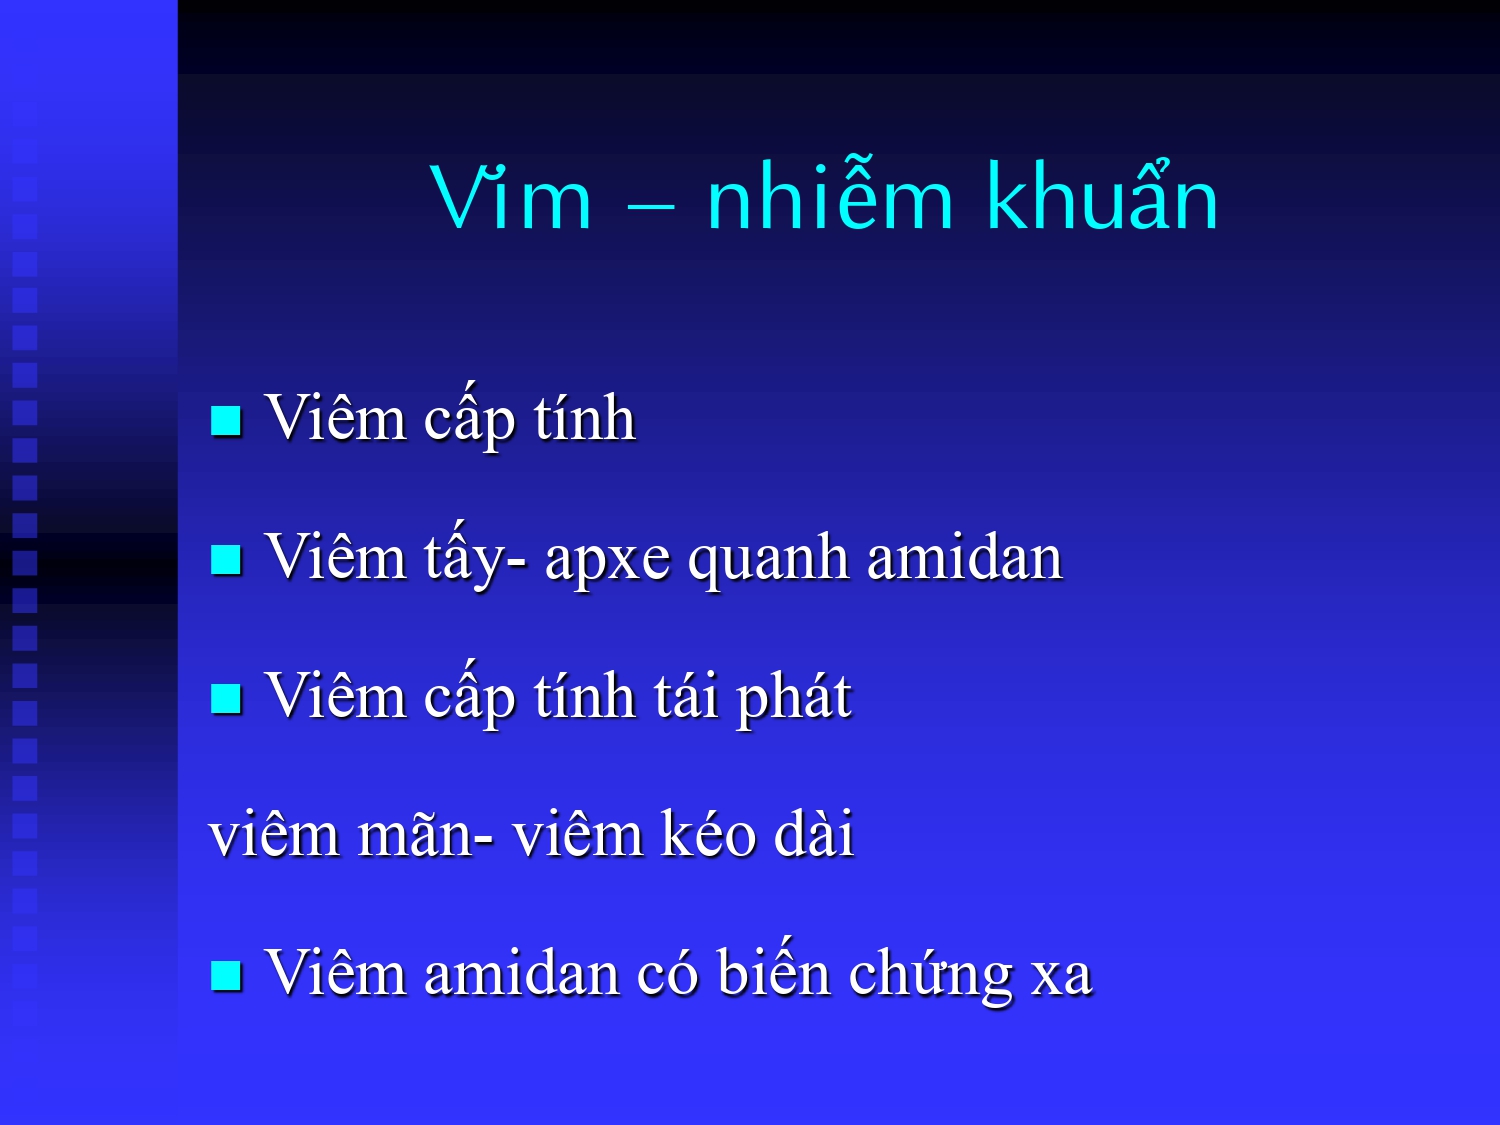 Vĩm – nhiễm khuẩn
Viêm cấp tính
Viêm tấy- apxe quanh amidan
Viêm cấp tính tái phát
viêm mãn- viêm kéo dài
Viêm amidan có biến chứng xa